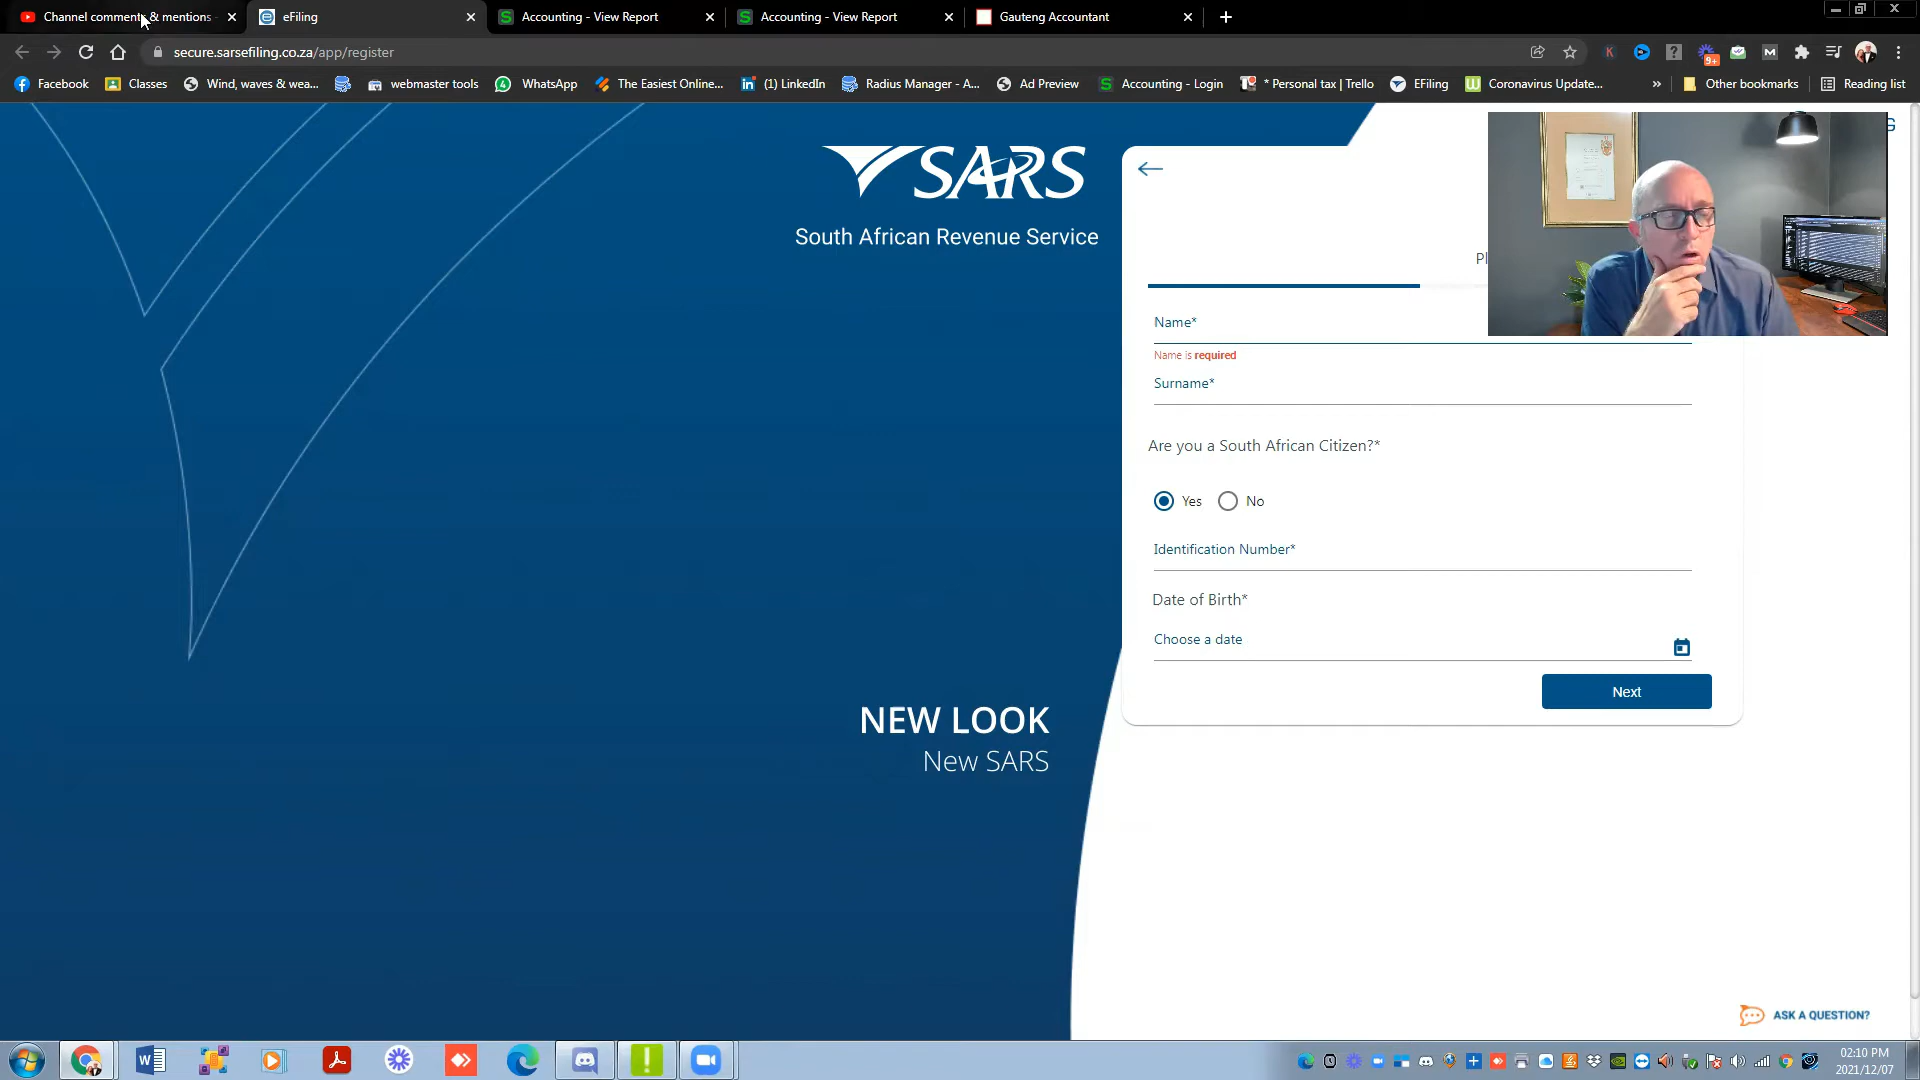 Channel comments & mentions
eFiling
Accounting - View Report
Accounting - View Report
Gauteng Accountant
secure.sarsefiling.co.za/app/register
9+
Facebook
Classes
Wind, waves & wea...
webmaster tools
WhatsApp
The Easiest Online...
(1) LinkedIn
Radius Manager - A...
Ad Preview
Accounting - Login
* Personal tax | Trello
EFiling
Coronavirus Update...
»
Other bookmarks
Reading list
SARS
South African Revenue Service
Pl
Name*
Name is required
Surname*
Are you a South African Citizen?*
Yes
No
Identification Number*
Date of Birth*
Choose a date
Next
NEW LOOK
New SARS
ASK A QUESTION?
02:10 PM
2021/12/07